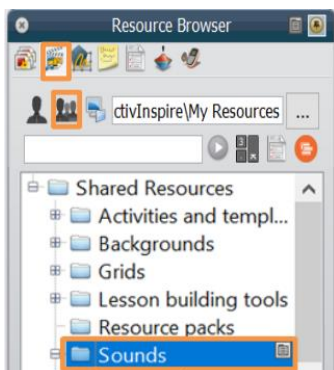 Resource Browser
ctivInspire\My Resources ...
Shared Resources
Activities and templ...
Backgrounds
Grids
Lesson building tools
Resource packs
Sounds